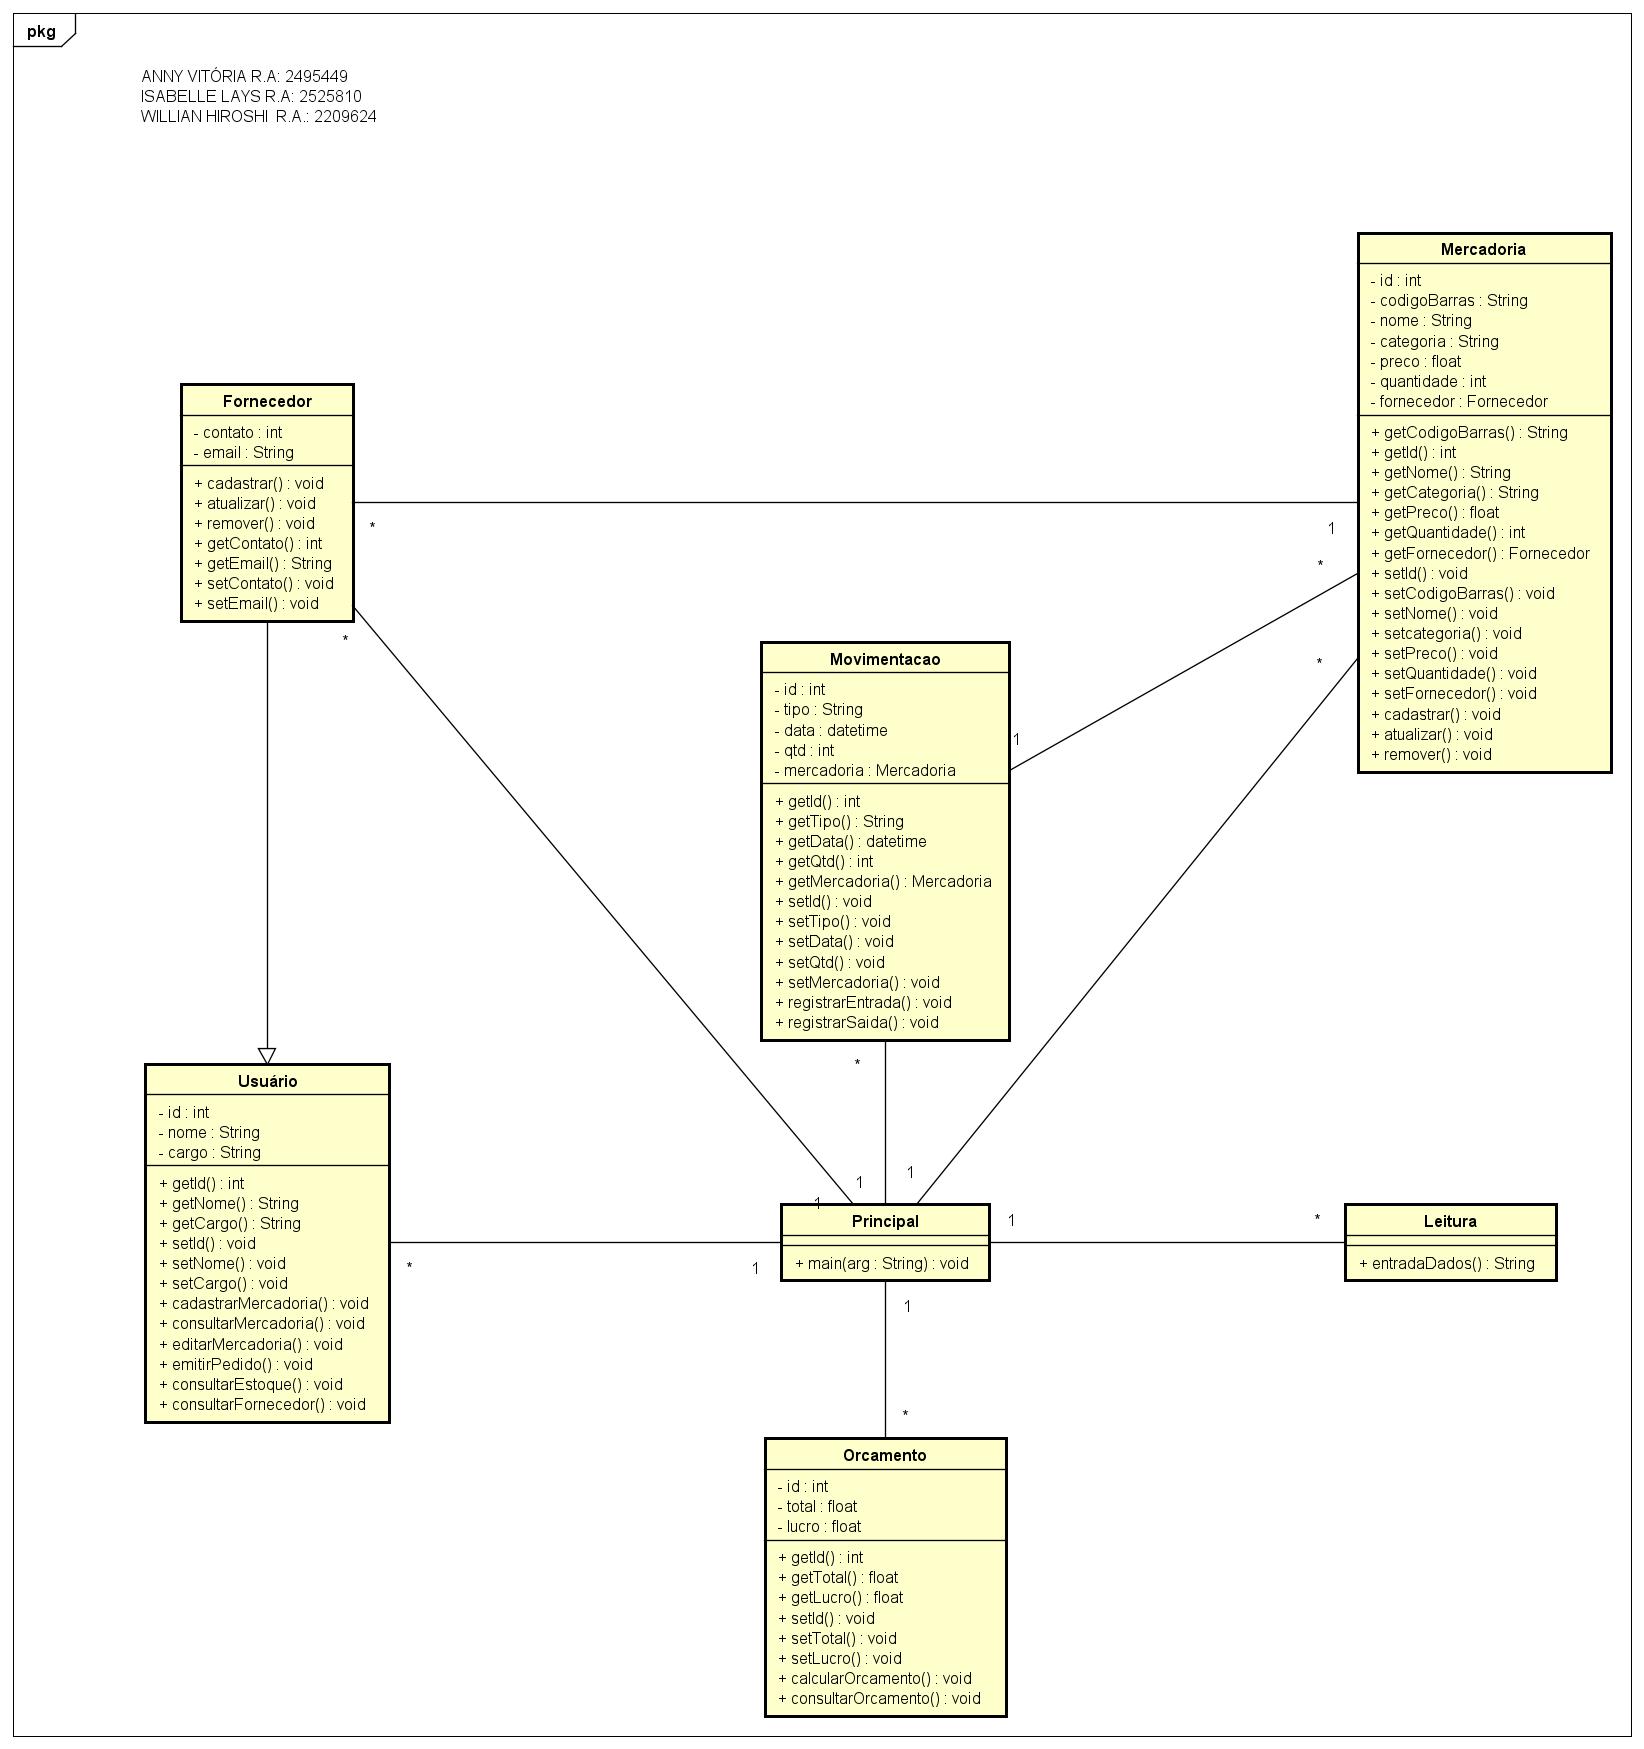 pkg
ANNY VITÓRIA R.A: 2495449
ISABELLE LAYS R.A: 2525810
WILLIAN HIROSHI  R.A.: 2209624
Mercadoria
- id : int
- codigoBarras : String
- nome : String
- categoria : String
- preco : float
- quantidade : int
- fornecedor : Fornecedor
+ getCodigoBarras() : String
+ getId() : int
+ getNome() : String
+ getCategoria() : String
+ getPreco() : float
+ getQuantidade() : int
+ getFornecedor() : Fornecedor
+ setId() : void
+ setCodigoBarras() : void
+ setNome() : void
+ setcategoria() : void
+ setPreco() : void
+ setQuantidade() : void
+ setFornecedor() : void
+ cadastrar() : void
+ atualizar() : void
+ remover() : void
Fornecedor
- contato : int
- email : String
+ cadastrar() : void
+ atualizar() : void
+ remover() : void
+ getContato() : int
+ getEmail() : String
+ setContato() : void
+ setEmail() : void
*
1
*
*
*
1
Movimentacao
- id : int
- tipo : String
- data : datetime
- qtd : int
- mercadoria : Mercadoria
+ getId() : int
+ getTipo() : String
+ getData() : datetime
+ getQtd() : int
+ getMercadoria() : Mercadoria
+ setId() : void
+ setTipo() : void
+ setData() : void
+ setQtd() : void
+ setMercadoria() : void
+ registrarEntrada() : void
+ registrarSaida() : void
*
1
1
1
Usuário
- id : int
- nome : String
- cargo : String
+ getId() : int
+ getNome() : String
+ getCargo() : String
+ setId() : void
+ setNome() : void
+ setCargo() : void
+ cadastrarMercadoria() : void
+ consultarMercadoria() : void
+ editarMercadoria() : void
+ emitirPedido() : void
+ consultarEstoque() : void
+ consultarFornecedor() : void
*
1
Principal
+ main(arg : String) : void
1
*
Leitura
+ entradaDados() : String
1
*
Orcamento
- id : int
- total : float
- lucro : float
+ getId() : int
+ getTotal() : float
+ getLucro() : float
+ setId() : void
+ setTotal() : void
+ setLucro() : void
+ calcularOrcamento() : void
+ consultarOrcamento() : void